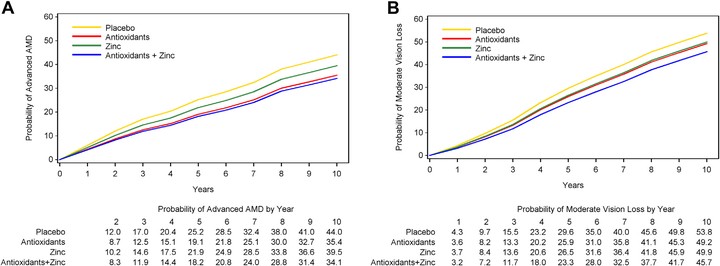 A
Probability of Advanced AMD
60
50
40
30
20
10
0
Placebo
Antioxidants
Zinc
Antioxidants + Zinc
0 1 2 3 4 5 6 7 8 9 10
Years
Probability of Advanced AMD by Year
2 3 4 5 6 7 8 9 10
Placebo 12.0 17.0 20.4 25.2 28.5 32.4 38.0 41.0 44.0
Antioxidants 8.7 12.5 15.1 19.1 21.8 25.1 30.0 32.7 35.4
Zinc 10.2 14.6 17.5 21.9 24.9 28.5 33.8 36.6 39.5
Antioxidants+Zinc 8.3 11.9 14.4 18.2 20.8 24.0 28.8 31.4 34.1
B
Probability of Moderate Vision Loss
60
50
40
30
20
10
0
Placebo
Antioxidants
Zinc
Antioxidants + Zinc
0 1 2 3 4 5 6 7 8 9 10
Years
Probability of Moderate Vision Loss by Year
1 2 3 4 5 6 7 8 9 10
Placebo 4.3 9.7 15.5 23.2 29.6 35.0 40.0 45.6 49.8 53.8
Antioxidants 3.6 8.2 13.3 20.2 25.9 31.0 35.8 41.1 45.3 49.2
Zinc 3.7 8.4 13.6 20.6 26.5 31.6 36.4 41.8 45.9 49.9
Antioxidants+Zinc 3.2 7.2 11.7 18.0 23.3 28.0 32.5 37.7 41.7 45.7